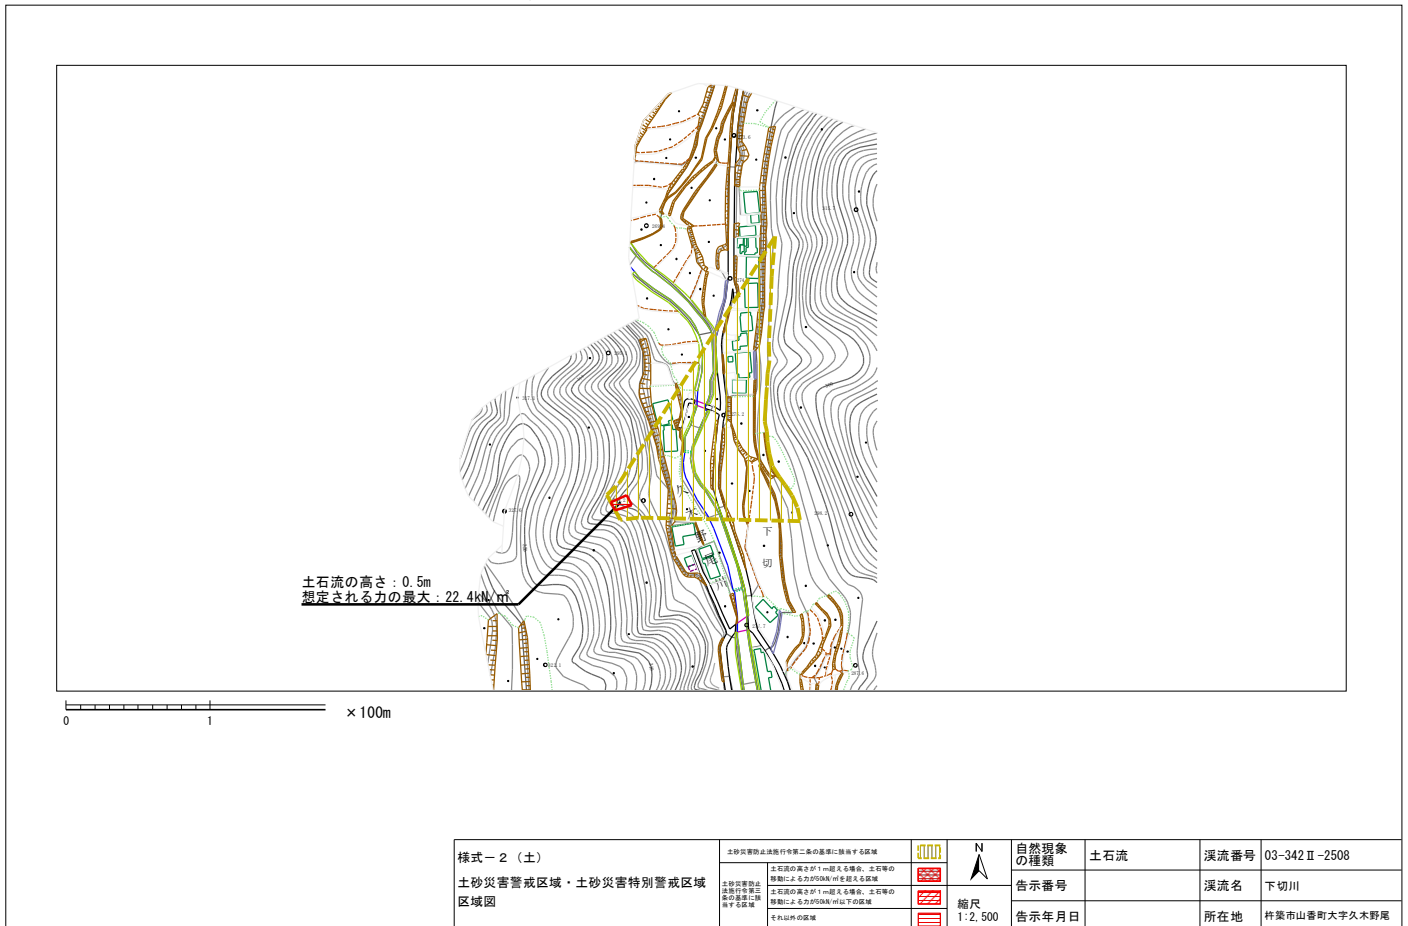 下
切
土石流の高さ：0.5m
想定される力の最大：22.4kN/㎡
0
1
×100m
様式－２（土）
土砂災害警戒区域・土砂災害特別警戒区域
区域図
土砂災害防止法施行令第二条の基準に該当する区域
土砂災害防止
法施行令第三
条の基準に該
当する区域
土石流の高さが１ｍ超える場合、土石等の
移動による力が50kN/㎡を超える区域
土石流の高さが１ｍ超える場合、土石等の
移動による力が50kN/㎡以下の区域
それ以外の区域
N
縮尺
1:2,500
自然現象
の種類
土石流
渓流番号
03-342Ⅱ-2508
告示番号
渓流名
下切川
告示年月日
所在地
杵築市山香町大字久木野尾